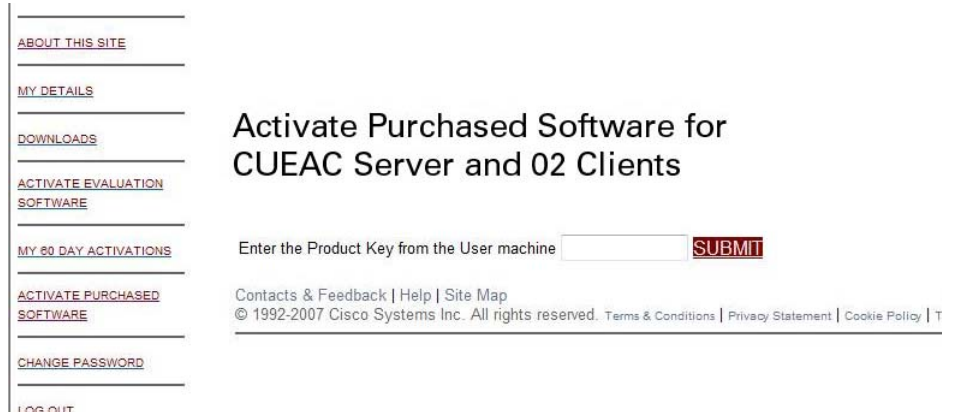 ABOUT THIS SITE
MY DETAILS
DOWNLOADS
ACTIVATE EVALUATION
SOFTWARE
MY 60 DAY ACTIVATIONS
ACTIVATE PURCHASED
SOFTWARE
CHANGE PASSWORD
LOG OUT
Activate Purchased Software for
CUEAC Server and 02 Clients
Enter the Product Key from the User machine SUBMIT
Contacts & Feedback | Help | Site Map
© 1992-2007 Cisco Systems Inc. All rights reserved. Terms & Conditions | Privacy Statement | Cookie Policy | T